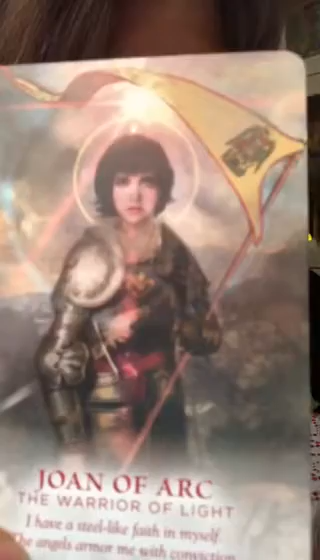 JOAN OF ARC
THE WARRIOR OF LIGHT
I have a steel-like faith in myself.
The angels armor me with conviction